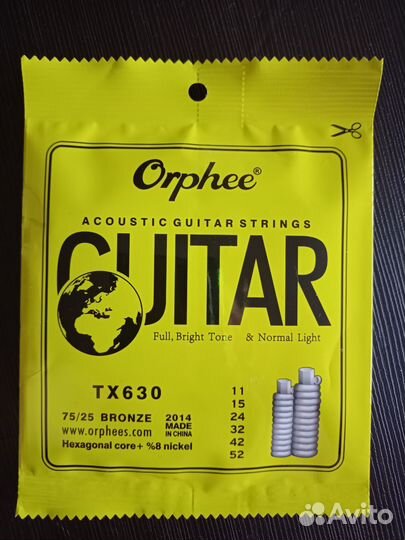 Orphee®
ACOUSTIC GUITAR STRINGS
GUITAR
Full, Bright Tone & Normal Light
TX630
75/25 BRONZE 2014 MADE IN CHINA
www.orphees.com
Hexagonal core+ %8 nickel
11
15
24
32
42
52
Avito